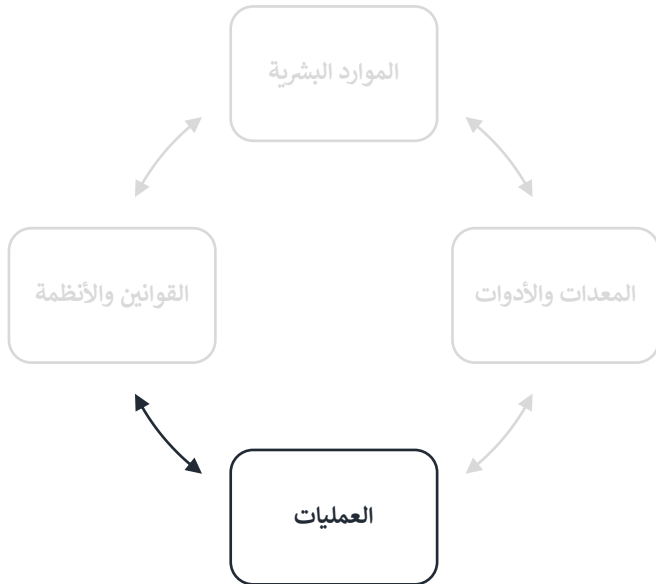 الموارد البشرية
المعدات والأدوات
القوانين والأنظمة
العمليات